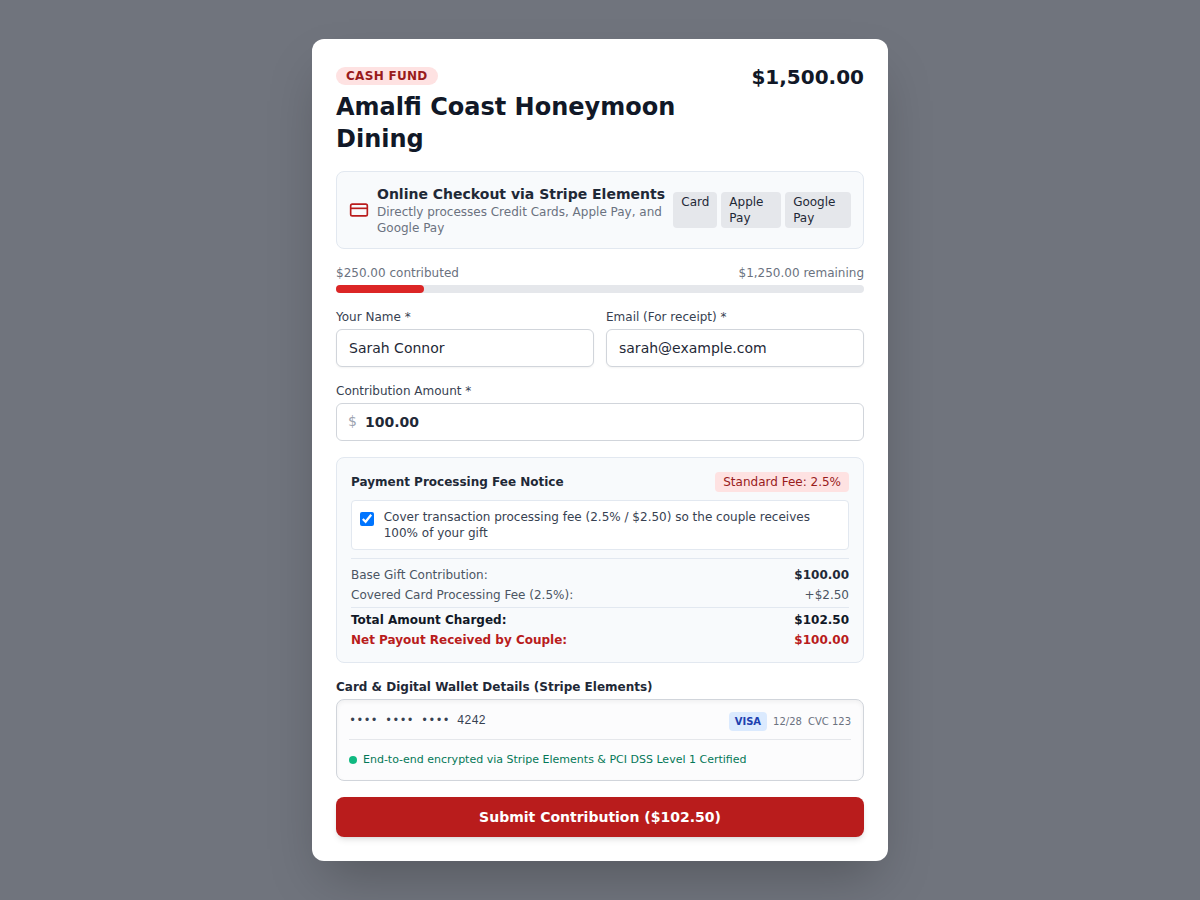 CASH FUND
$1,500.00
Amalfi Coast Honeymoon
Dining
Online Checkout via Stripe Elements
Directly processes Credit Cards, Apple Pay, and
Google Pay
Card
Apple
Pay
Google
Pay
$250.00 contributed
$1,250.00 remaining
Your Name *
Email (For receipt) *
Sarah Connor
sarah@example.com
Contribution Amount *
$ 100.00
Payment Processing Fee Notice
Standard Fee: 2.5%
Cover transaction processing fee (2.5% / $2.50) so the couple receives
100% of your gift
Base Gift Contribution: $100.00
Covered Card Processing Fee (2.5%): +$2.50
Total Amount Charged: $102.50
Net Payout Received by Couple: $100.00
Card & Digital Wallet Details (Stripe Elements)
•••• •••• •••• 4242 VISA 12/28 CVC 123
End-to-end encrypted via Stripe Elements & PCI DSS Level 1 Certified
Submit Contribution ($102.50)